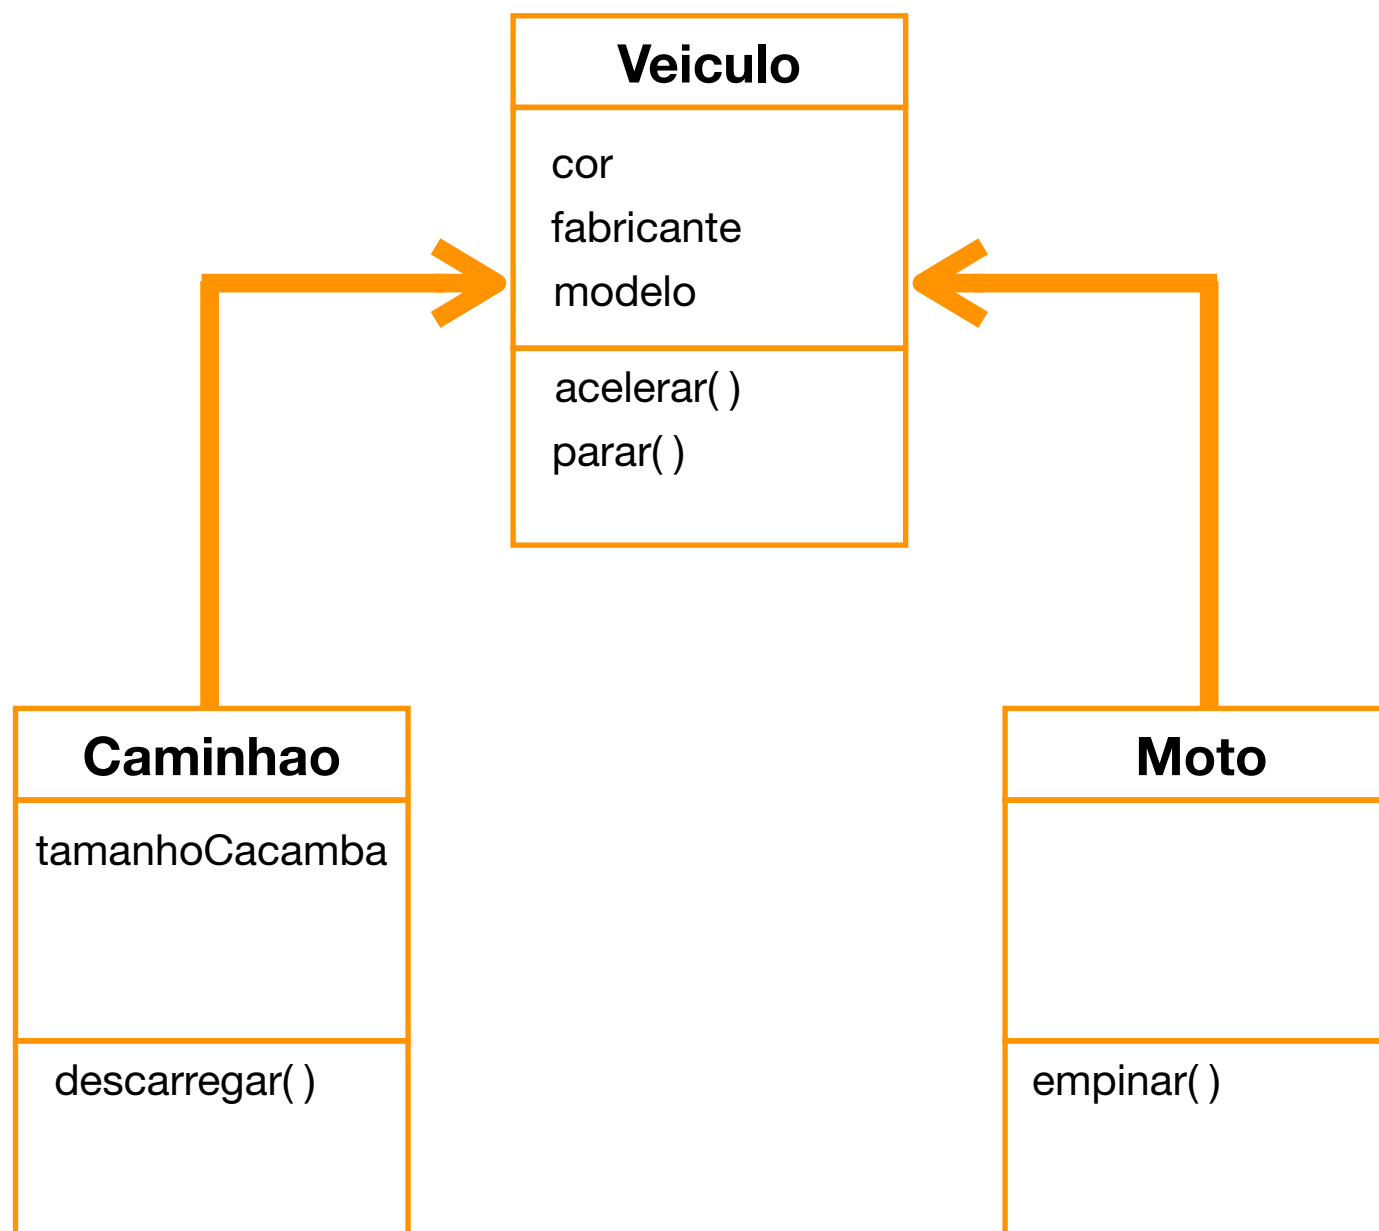 Veiculo
cor
fabricante
modelo
acelerar( )
parar( )
Caminhao
tamanhoCacamba
descarregar( )
Moto
empinar( )